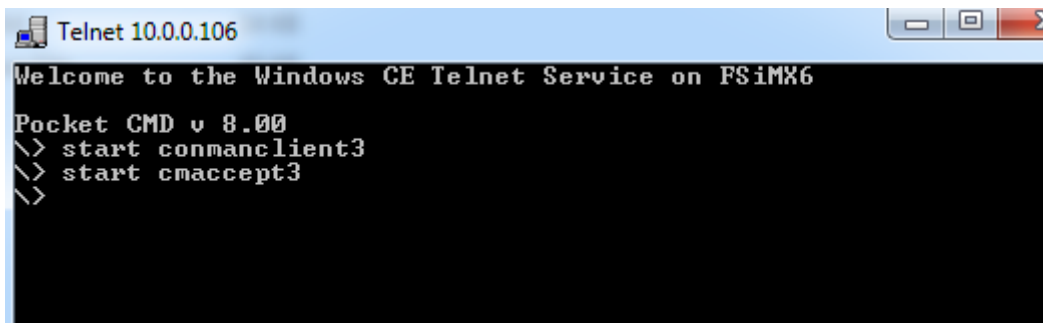 Telnet 10.0.0.106
Welcome to the Windows CE Telnet Service on FSiMX6
Pocket CMD v 8.00
\> start conmanclient3
\> start cmaccept3
\>